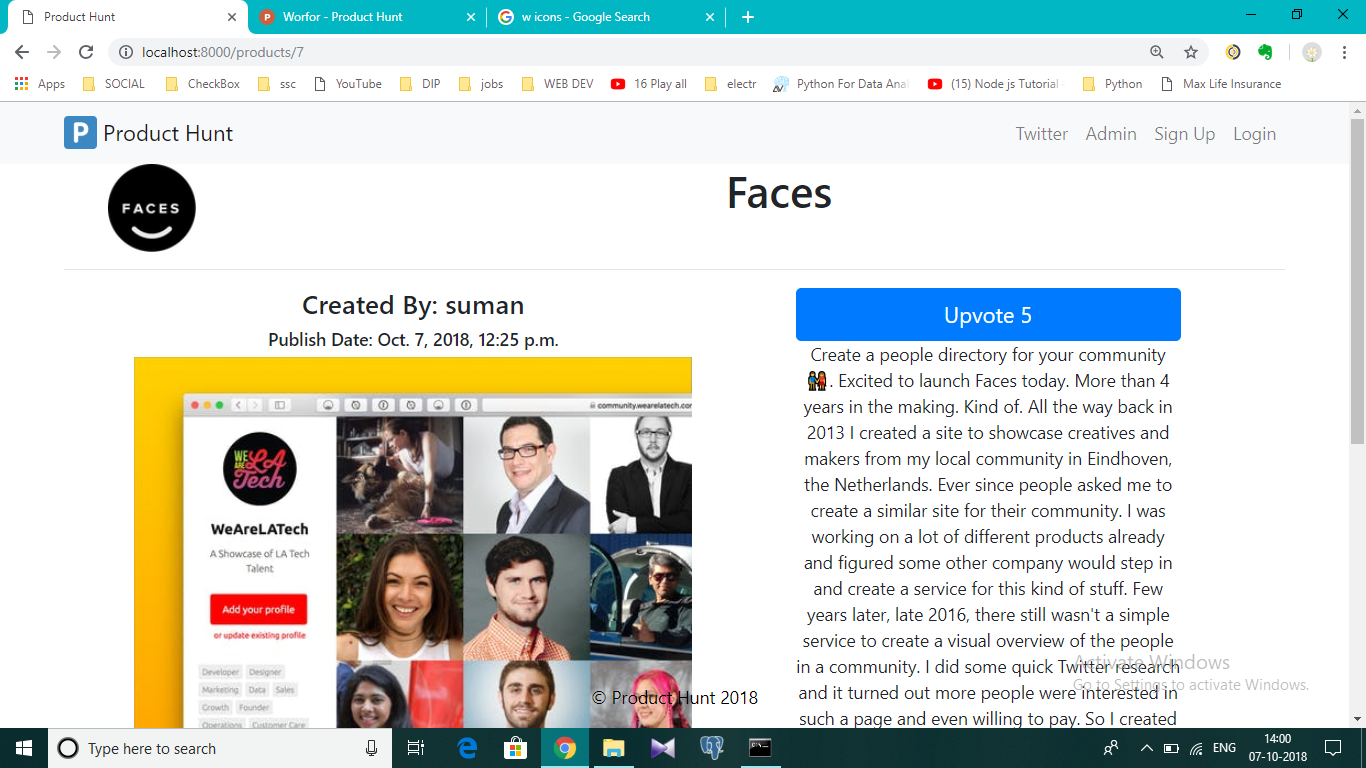 Product Hunt
Worfor - Product Hunt
w icons - Google Search
localhost:8000/products/7
Apps
SOCIAL
CheckBox
ssc
YouTube
DIP
jobs
WEB DEV
16 Play all
electr
Python For Data Anal
(15) Node js Tutorial
Python
Max Life Insurance
P Product Hunt
Twitter
Admin
Sign Up
Login
FACES
Faces
Created By: suman
Publish Date: Oct. 7, 2018, 12:25 p.m.
community.wearelatech.com
WE ARE LA Tech
WeAreLATech
A Showcase of LA Tech
Talent
Add your profile
or update existing profile
Developer Designer
Marketing Data Sales
Growth Founder
Operations Customer Care
Upvote 5
Create a people directory for your community
👫. Excited to launch Faces today. More than 4
years in the making. Kind of. All the way back in
2013 I created a site to showcase creatives and
makers from my local community in Eindhoven,
the Netherlands. Ever since people asked me to
create a similar site for their community. I was
working on a lot of different products already
and figured some other company would step in
and create a service for this kind of stuff. Few
years later, late 2016, there still wasn't a simple
service to create a visual overview of the people
in a community. I did some quick Twitter research
and it turned out more people were interested in
such a page and even willing to pay. So I created
Activate Windows
Go to Settings to activate Windows.
© Product Hunt 2018
Type here to search
ENG
14:00
07-10-2018